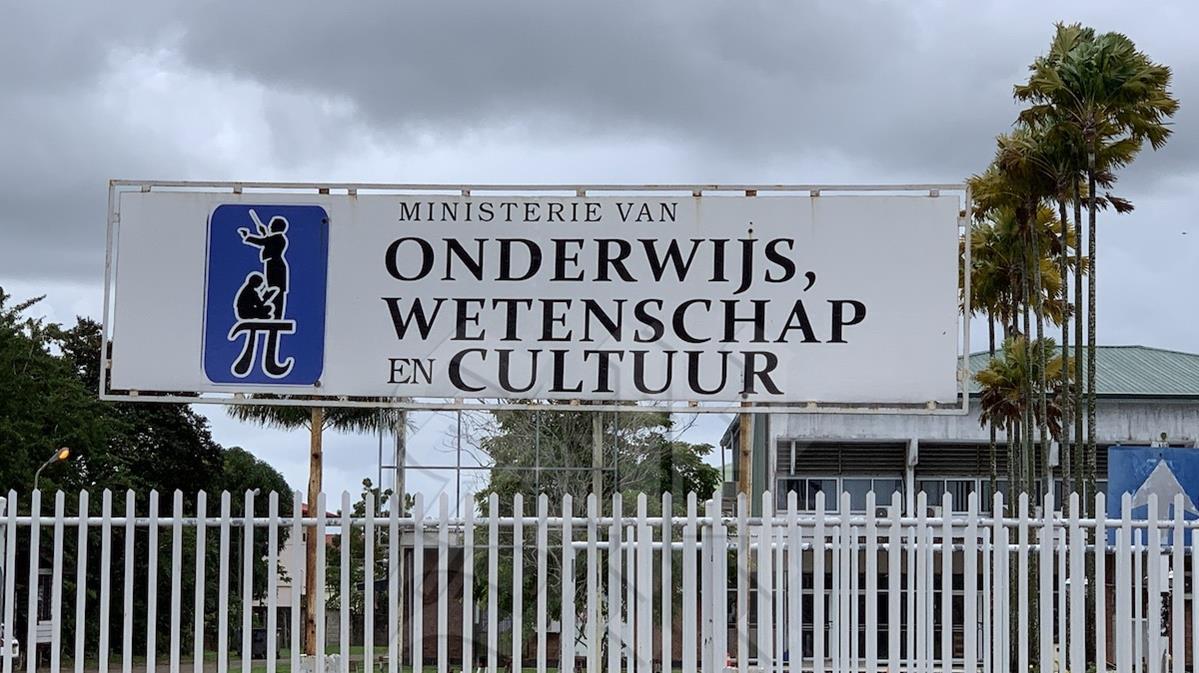 MINISTERIE VAN
ONDERWIJS,
WETENSCHAP
EN CULTUUR
π